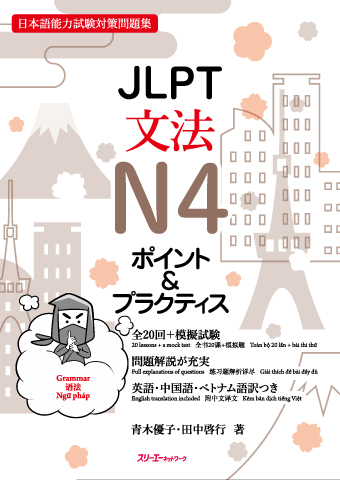 日本語能力試験対策問題集
JLPT
文法
N4
ポイント
&
プラクティス
全20回＋模擬試験
20 lessons + a mock test 全书20课+模拟题 Toàn bộ 20 lần + bài thi thử
問題解説が充実
Full explanations of questions 练习题解析详尽 Giải thích đề bài đầy đủ
英語・中国語・ベトナム語訳つき
English translation included 附中文译文 Kèm bản dịch tiếng Việt
Grammar
语法
Ngữ pháp
青木優子・田中啓行 著
スリーエーネットワーク